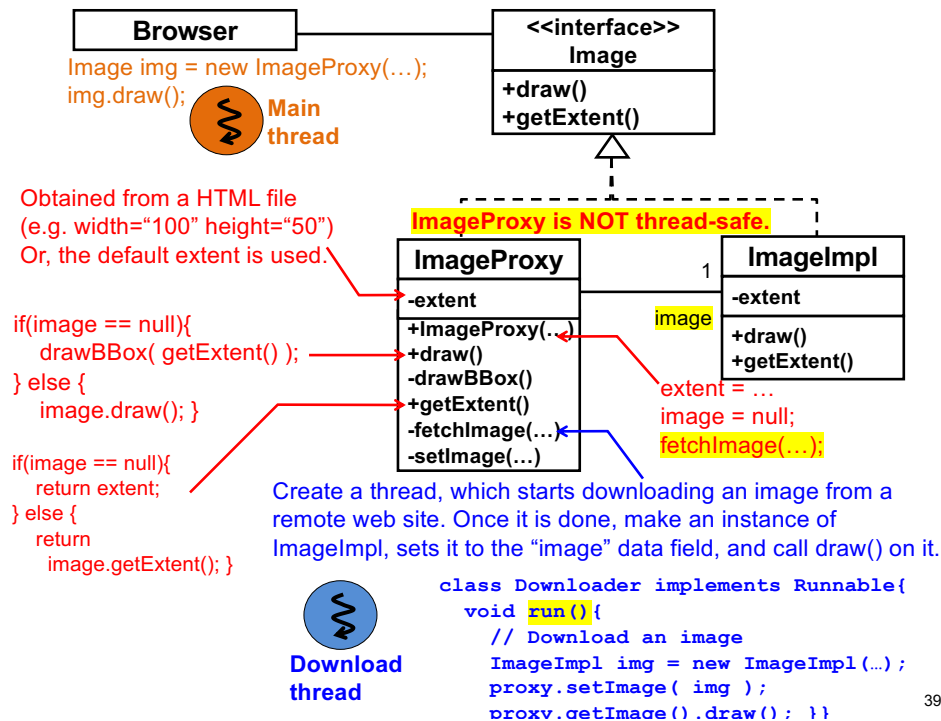 Browser
<<interface>>
Image
+draw()
+getExtent()
Image img = new ImageProxy(…);
img.draw();
Main
thread
Obtained from a HTML file
(e.g. width=“100” height=“50”)
Or, the default extent is used.
ImageProxy is NOT thread-safe.
ImageProxy
-extent
+ImageProxy(…)
+draw()
-drawBBox()
+getExtent()
-fetchImage(…)
-setImage(…)
1
image
ImageImpl
-extent
+draw()
+getExtent()
if(image == null){
drawBBox( getExtent() );
} else {
image.draw(); }
extent = …
image = null;
fetchImage(…);
if(image == null){
return extent;
} else {
return
image.getExtent(); }
Create a thread, which starts downloading an image from a
remote web site. Once it is done, make an instance of
ImageImpl, sets it to the “image” data field, and call draw() on it.
Download
thread
class Downloader implements Runnable{
void run(){
// Download an image
ImageImpl img = new ImageImpl(…);
proxy.setImage( img );
proxy.getImage().draw(); }}
39